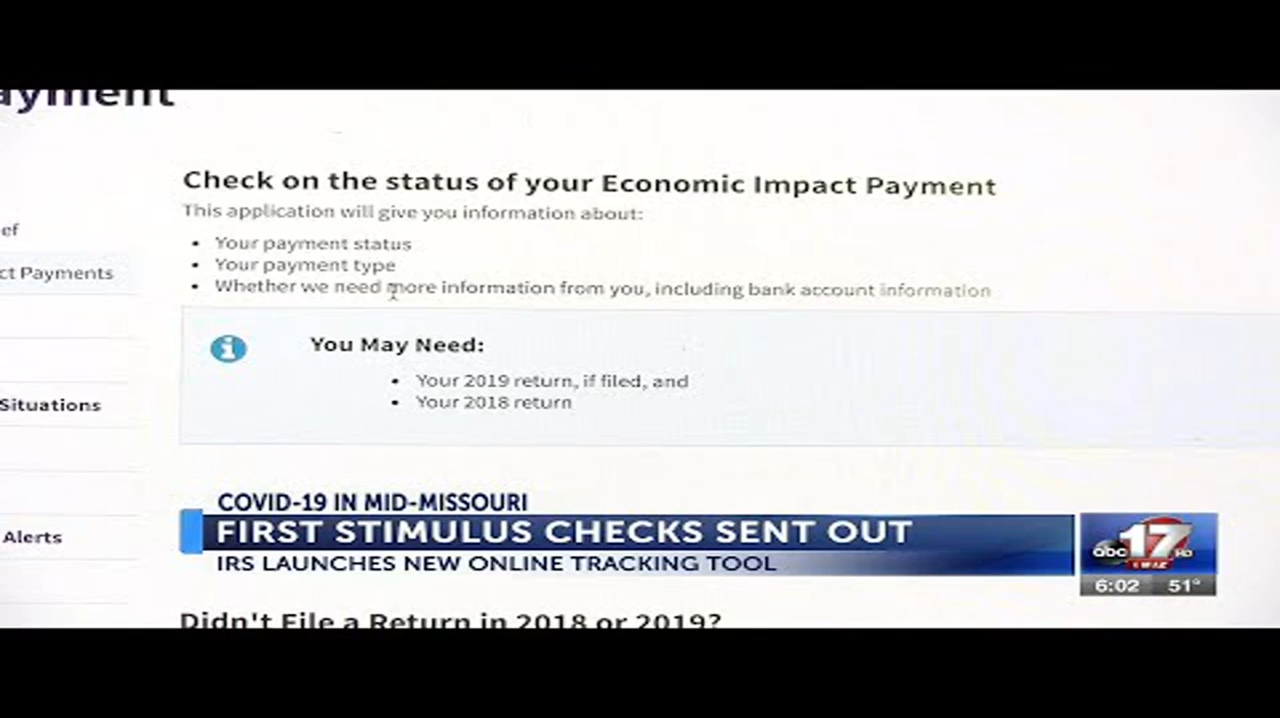 ayment
Check on the status of your Economic Impact Payment
This application will give you information about:
ef
• Your payment status
ct Payments
• Your payment type
• Whether we need more information from you, including bank account information
You May Need:
• Your 2019 return, if filed, and
Situations
• Your 2018 return
COVID-19 IN MID-MISSOURI
FIRST STIMULUS CHECKS SENT OUT
Alerts
IRS LAUNCHES NEW ONLINE TRACKING TOOL
abc 17 HD
6:02 51°
Didn't File a Return in 2018 or 2019?